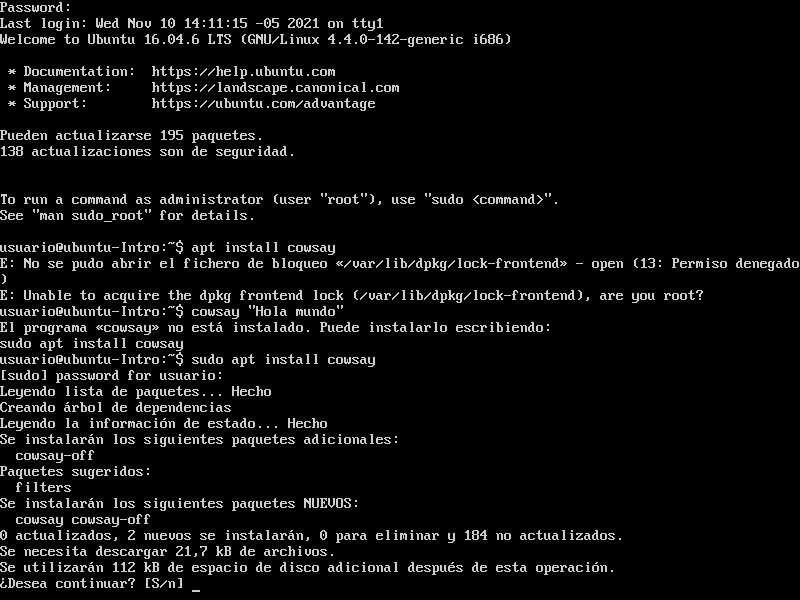 Password:
Last login: Wed Nov 10 14:11:15 -05 2021 on tty1
Welcome to Ubuntu 16.04.6 LTS (GNU/Linux 4.4.0-142-generic i686)
 * Documentation:  https://help.ubuntu.com
 * Management:     https://landscape.canonical.com
 * Support:        https://ubuntu.com/advantage
Pueden actualizarse 195 paquetes.
138 actualizaciones son de seguridad.
To run a command as administrator (user "root"), use "sudo <command>".
See "man sudo_root" for details.
usuario@ubuntu-Intro:~$ apt install cowsay
E: No se pudo abrir el fichero de bloqueo «/var/lib/dpkg/lock-frontend» - open (13: Permiso denegado
)
E: Unable to acquire the dpkg frontend lock (/var/lib/dpkg/lock-frontend), are you root?
usuario@ubuntu-Intro:~$ cowsay "Hola mundo"
El programa «cowsay» no está instalado. Puede instalarlo escribiendo:
sudo apt install cowsay
usuario@ubuntu-Intro:~$ sudo apt install cowsay
[sudo] password for usuario:
Leyendo lista de paquetes... Hecho
Creando árbol de dependencias
Leyendo la información de estado... Hecho
Se instalarán los siguientes paquetes adicionales:
  cowsay-off
Paquetes sugeridos:
  filters
Se instalarán los siguientes paquetes NUEVOS:
  cowsay cowsay-off
0 actualizados, 2 nuevos se instalarán, 0 para eliminar y 184 no actualizados.
Se necesita descargar 21,7 kB de archivos.
Se utilizarán 112 kB de espacio de disco adicional después de esta operación.
¿Desea continuar? [S/n] _